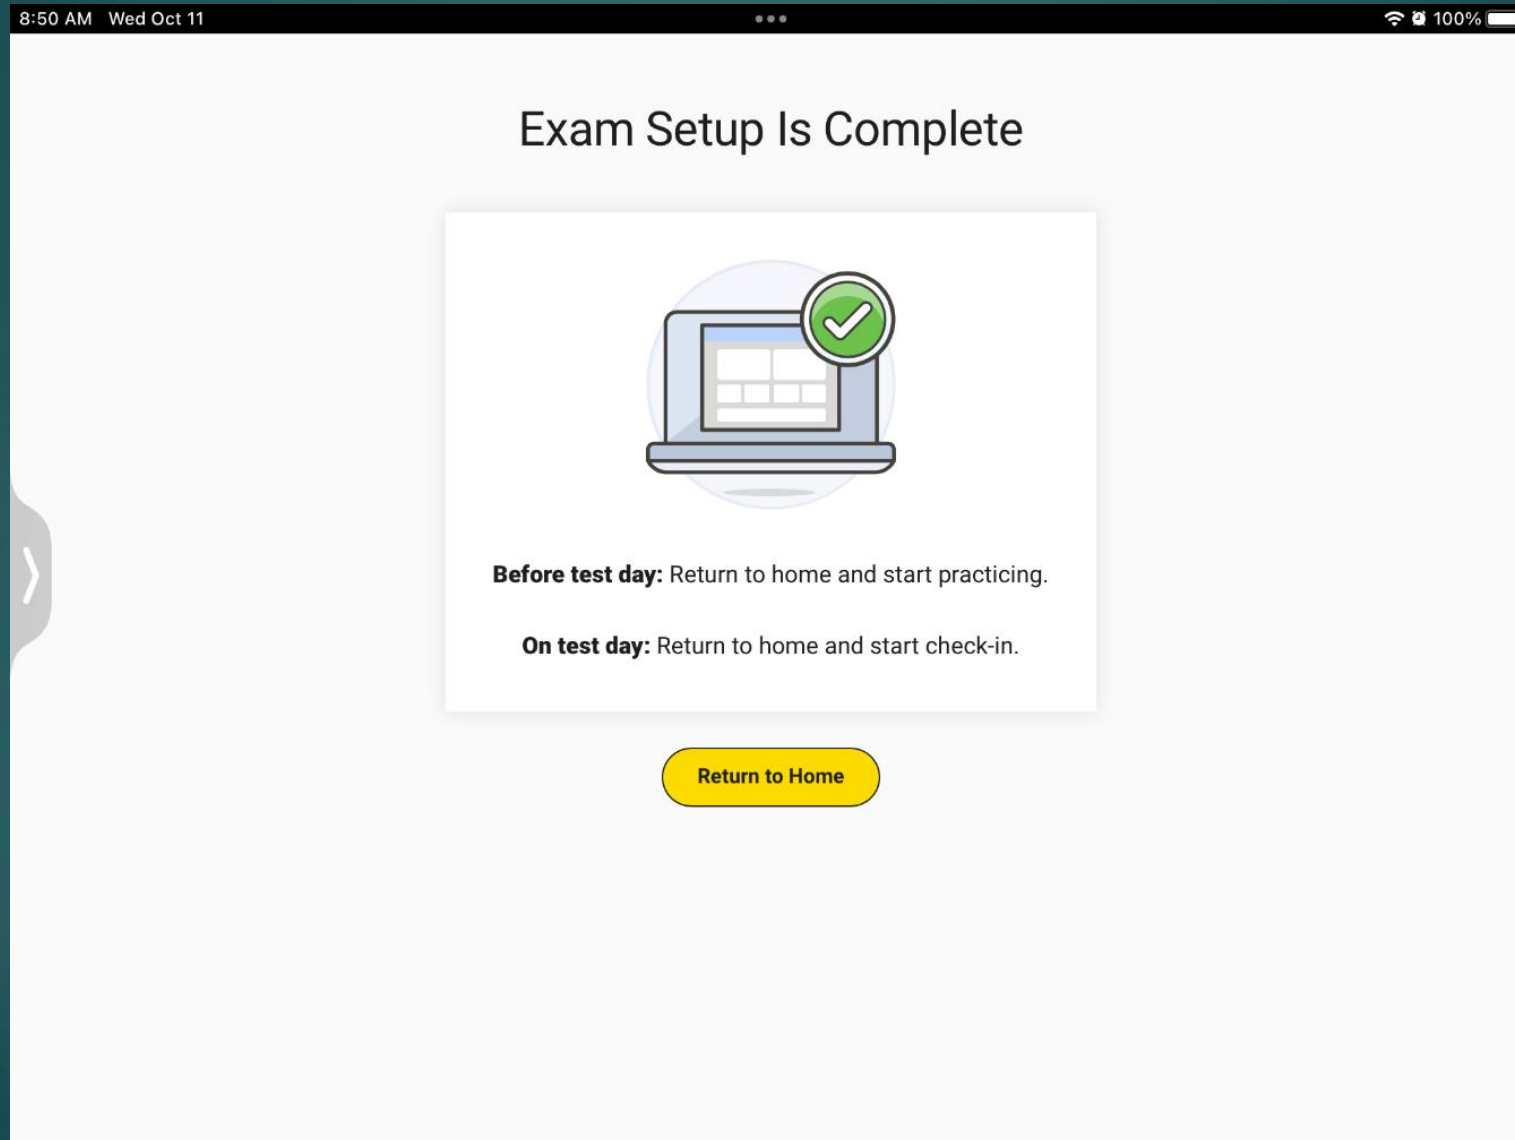 8:50 AM Wed Oct 11
100%
Exam Setup Is Complete
Before test day: Return to home and start practicing.
On test day: Return to home and start check-in.
Return to Home